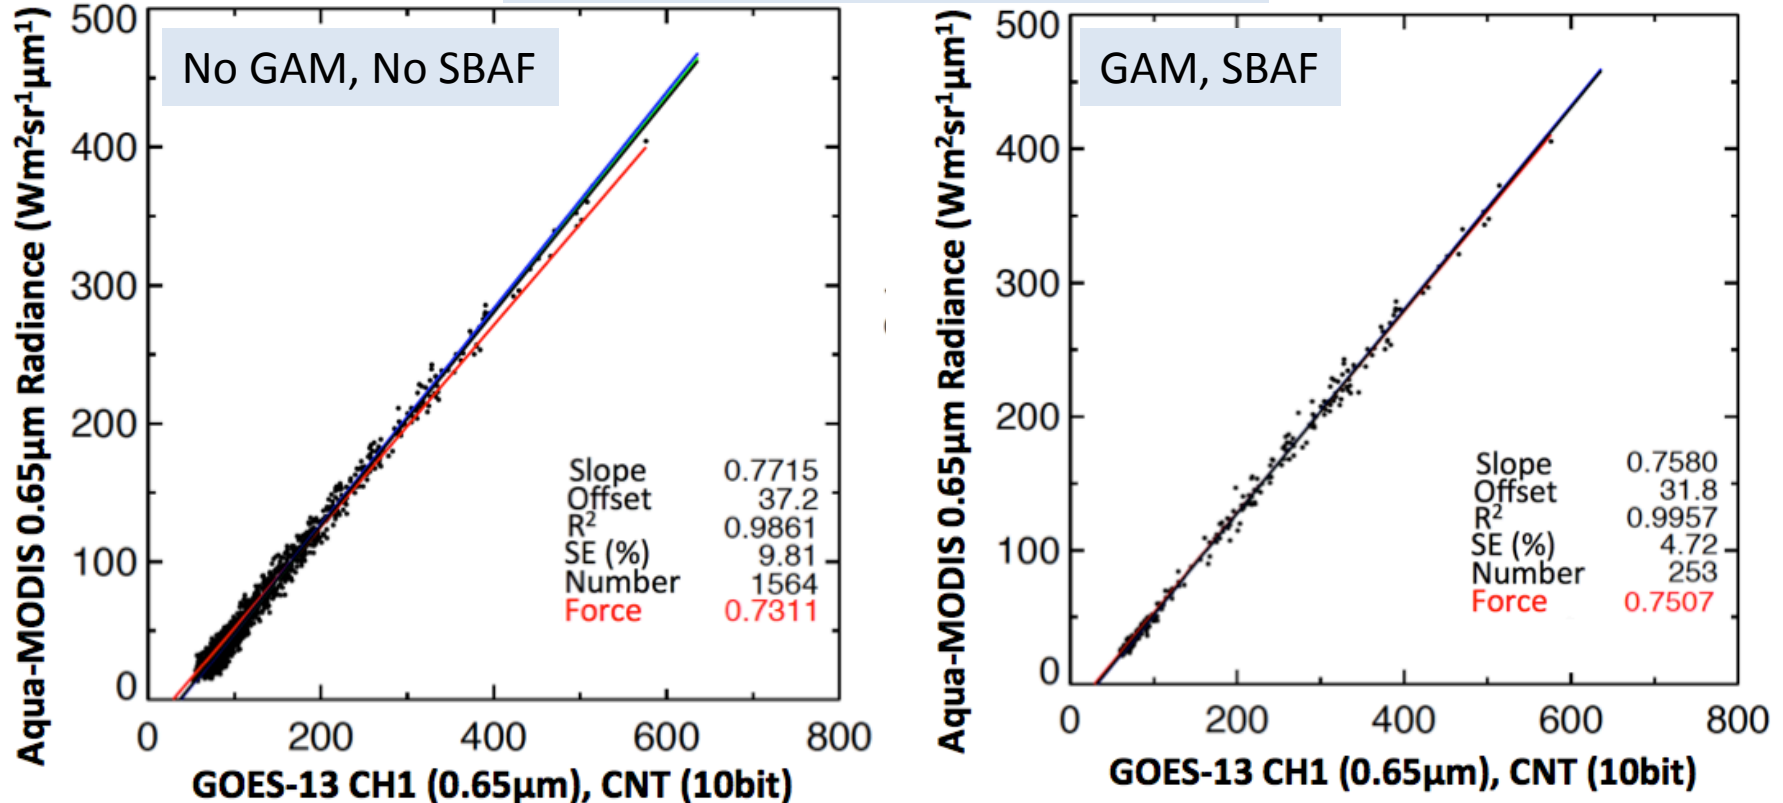 No GAM, No SBAF
Aqua-MODIS 0.65µm Radiance (Wm²sr¹µm¹)
500
400
300
200
100
0
Slope 0.7715
Offset 37.2
R² 0.9861
SE (%) 9.81
Number 1564
Force 0.7311
0 200 400 600 800
GOES-13 CH1 (0.65µm), CNT (10bit)
GAM, SBAF
Aqua-MODIS 0.65µm Radiance (Wm²sr¹µm¹)
500
400
300
200
100
0
Slope 0.7580
Offset 31.8
R² 0.9957
SE (%) 4.72
Number 253
Force 0.7507
0 200 400 600 800
GOES-13 CH1 (0.65µm), CNT (10bit)